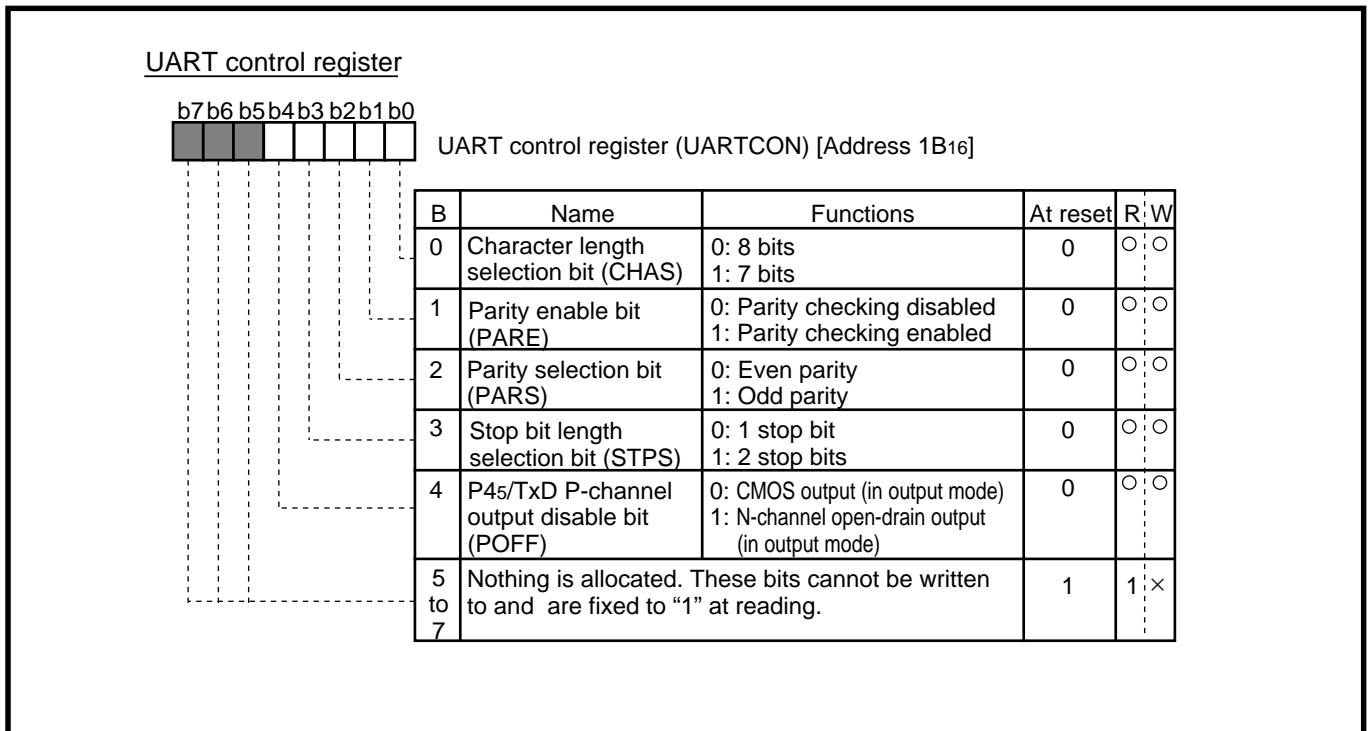 UART control register
b7 b6 b5 b4 b3 b2 b1 b0
UART control register (UARTCON) [Address 1B16]
B Name Functions At reset R W
0 Character length selection bit (CHAS) 0: 8 bits 1: 7 bits 0 ○ ○
1 Parity enable bit (PARE) 0: Parity checking disabled 1: Parity checking enabled 0 ○ ○
2 Parity selection bit (PARS) 0: Even parity 1: Odd parity 0 ○ ○
3 Stop bit length selection bit (STPS) 0: 1 stop bit 1: 2 stop bits 0 ○ ○
4 P45/TxD P-channel output disable bit (POFF) 0: CMOS output (in output mode) 1: N-channel open-drain output (in output mode) 0 ○ ○
5 to 7 Nothing is allocated. These bits cannot be written to and are fixed to “1” at reading. 1 1 ×